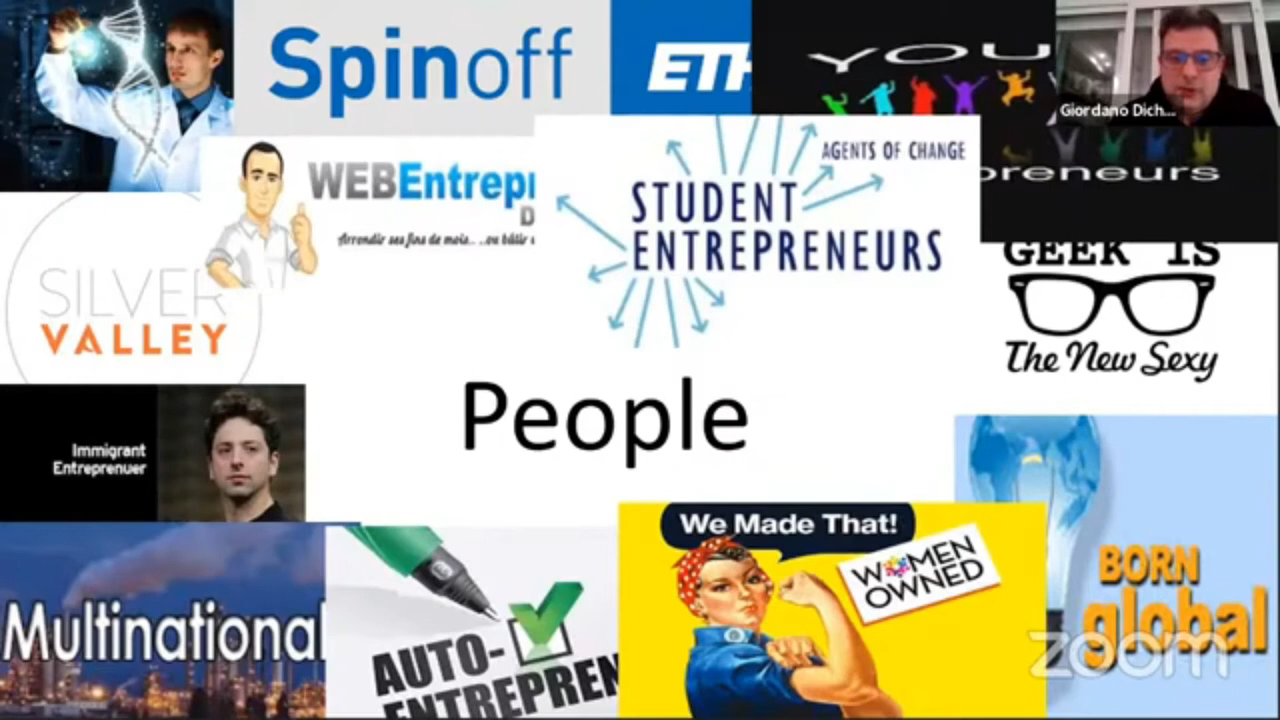 Spinoff
ETH
YOU
Giordano Dich...
preneurs
WEBEntrepr
D
Arrondir ses fins de mois... ...ou bâtir
AGENTS OF CHANGE
STUDENT
ENTREPRENEURS
GEEK IS
The New Sexy
SILVER
VALLEY
People
Immigrant
Entreprenuer
We Made That!
WOMEN
OWNED
BORN
global
Multinational
AUTO-
ENTREPREN
zoom